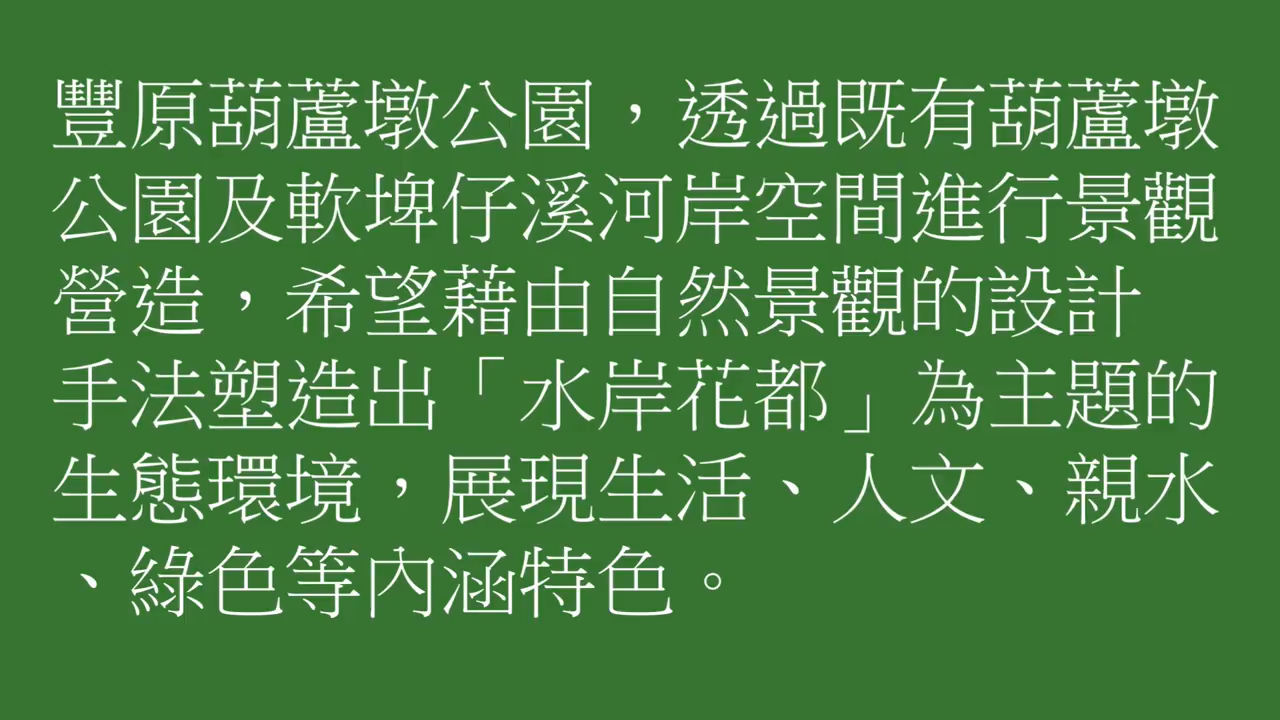 豐原葫蘆墩公園，透過既有葫蘆墩
公園及軟埤仔溪河岸空間進行景觀
營造，希望藉由自然景觀的設計
手法塑造出「水岸花都」為主題的
生態環境，展現生活、人文、親水
、綠色等內涵特色。